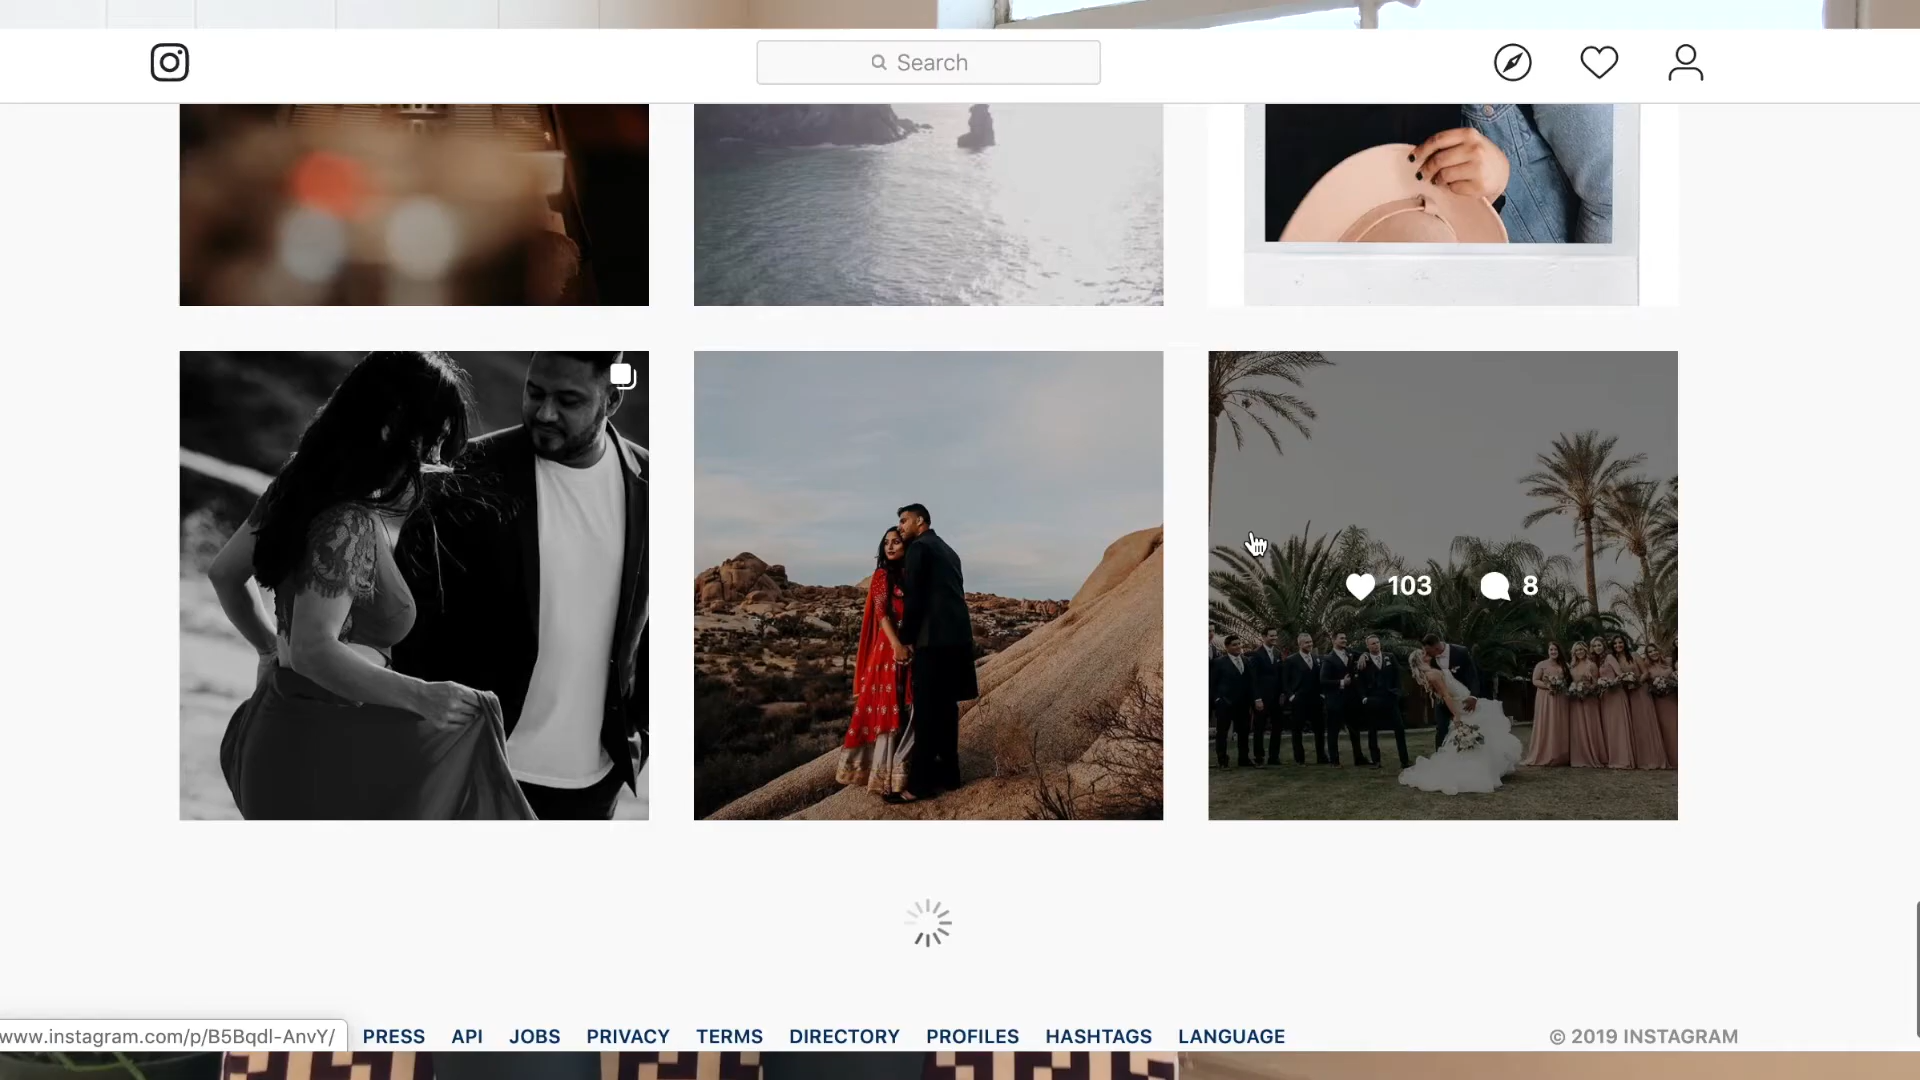 Search
103 8
www.instagram.com/p/B5Bqdl-AnvY/ PRESS API JOBS PRIVACY TERMS DIRECTORY PROFILES HASHTAGS LANGUAGE © 2019 INSTAGRAM